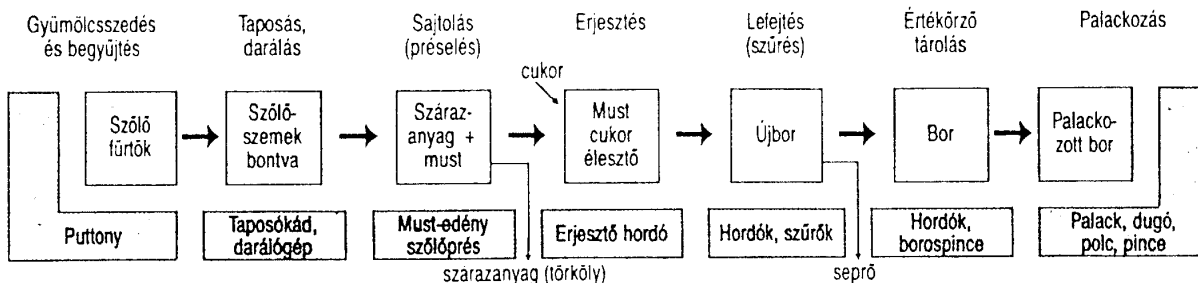 Gyümölcsszedés
és begyűjtés
Taposás,
darálás
Sajtolás
(préselés)
Erjesztés
Lefejtés
(szűrés)
Értékőrző
tárolás
Palackozás
cukor
Szőlő
fürtök
Szőlő-
szemek
bontva
Száraz-
anyag +
must
Must
cukor
élesztő
Újbor
Bor
Palacko-
zott bor
Puttony
Taposókád,
darálógép
Must-edény
szőlőprés
Erjesztő hordó
Hordók, szűrők
Hordók,
borospince
Palack, dugó,
polc, pince
szárazanyag (törköly)
seprő